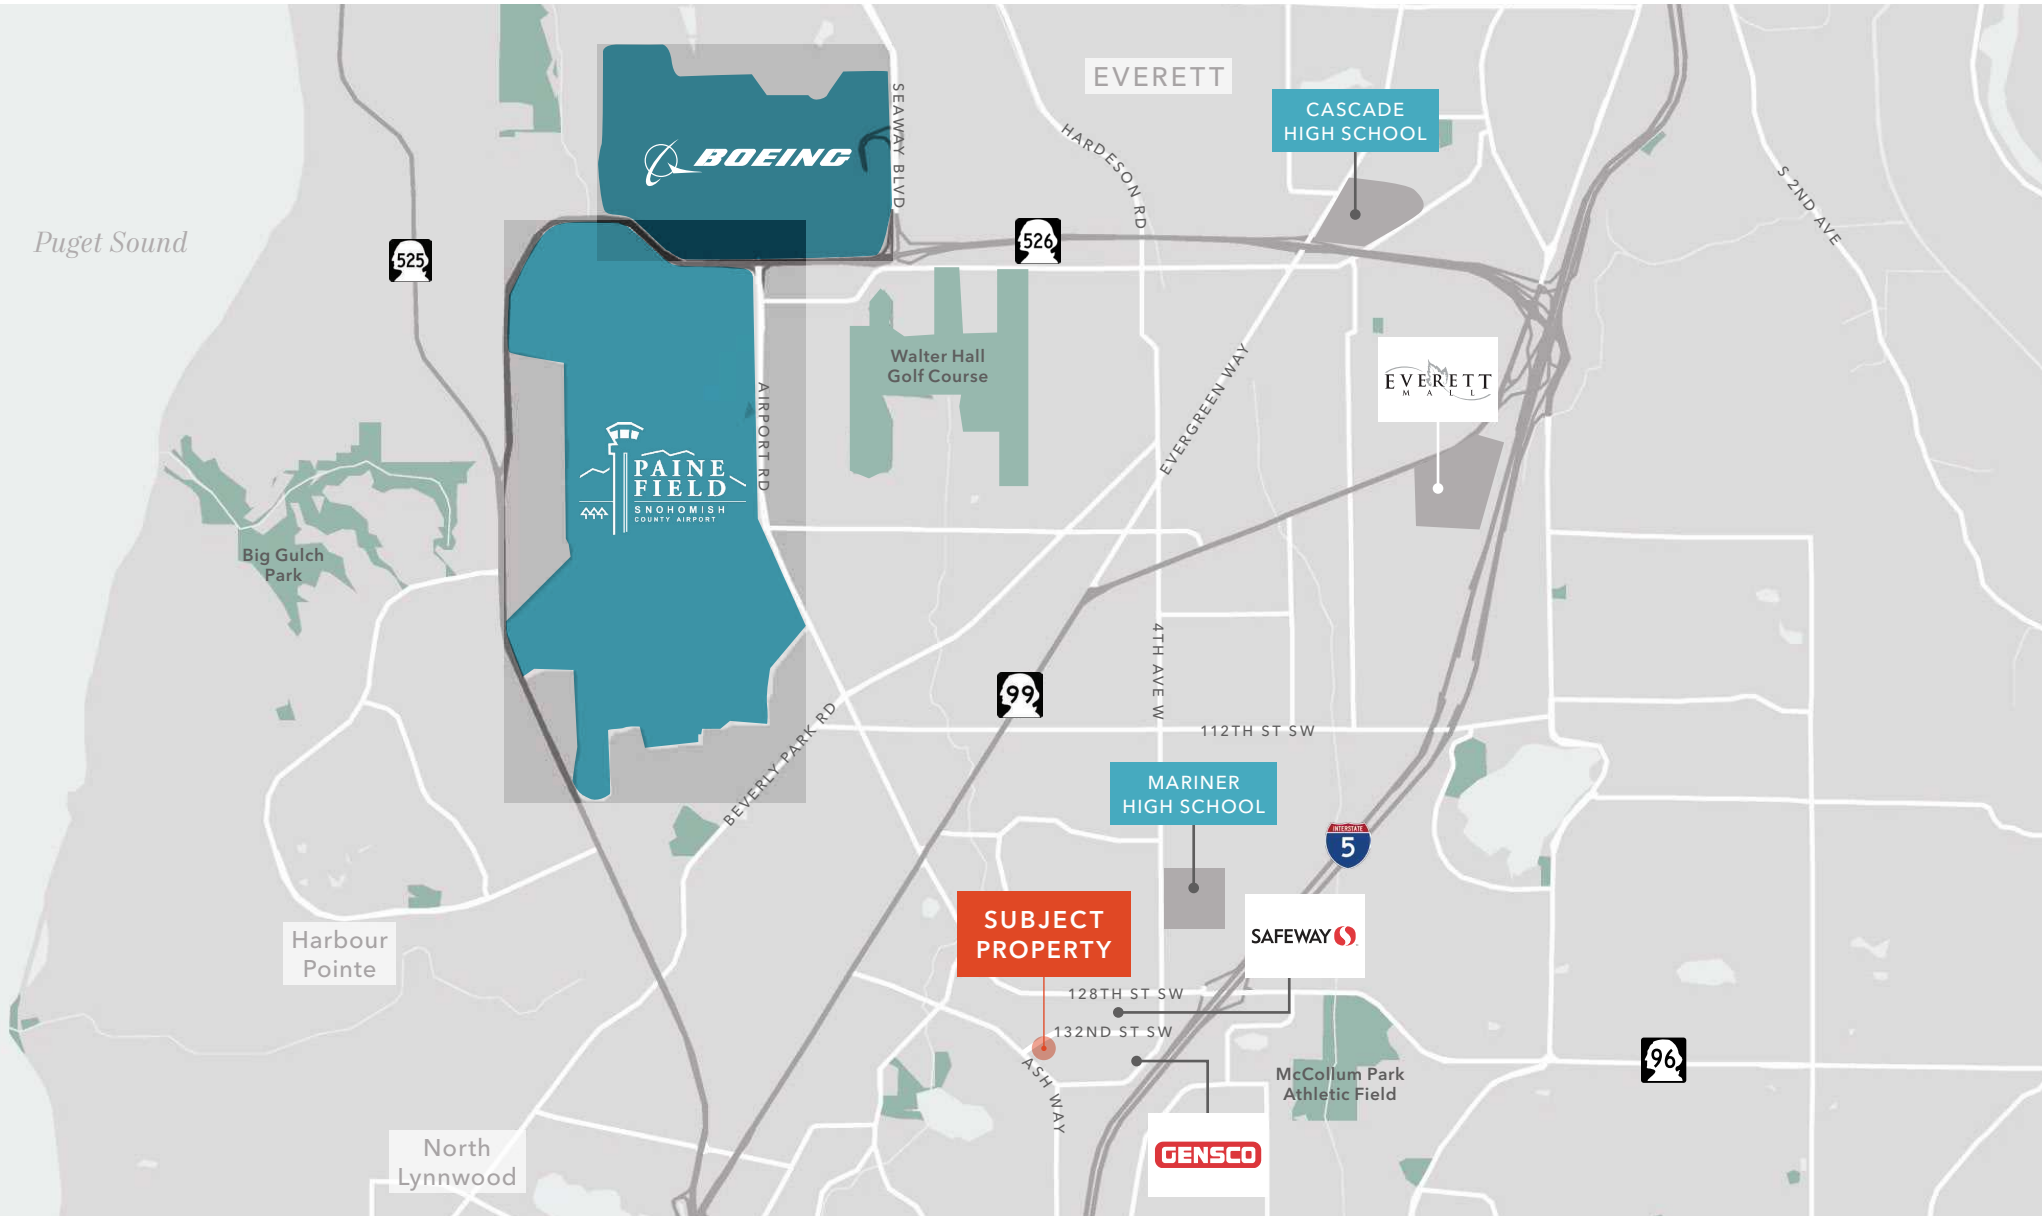 EVERETT
CASCADE
HIGH SCHOOL
BOEING
SEAWAY BLVD
HARDESON RD
S 2ND AVE
Puget Sound
525
526
Walter Hall
Golf Course
EVERGREEN WAY
EVERETT
MALL
AIRPORT RD
PAINE
FIELD
SNOHOMISH
COUNTY AIRPORT
Big Gulch
Park
4TH AVE W
99
BEVERLY PARK RD
112TH ST SW
MARINER
HIGH SCHOOL
INTERSTATE
5
SUBJECT
PROPERTY
SAFEWAY
Harbour
Pointe
128TH ST SW
132ND ST SW
ASH WAY
McCollum Park
Athletic Field
96
North
Lynnwood
GENSCO